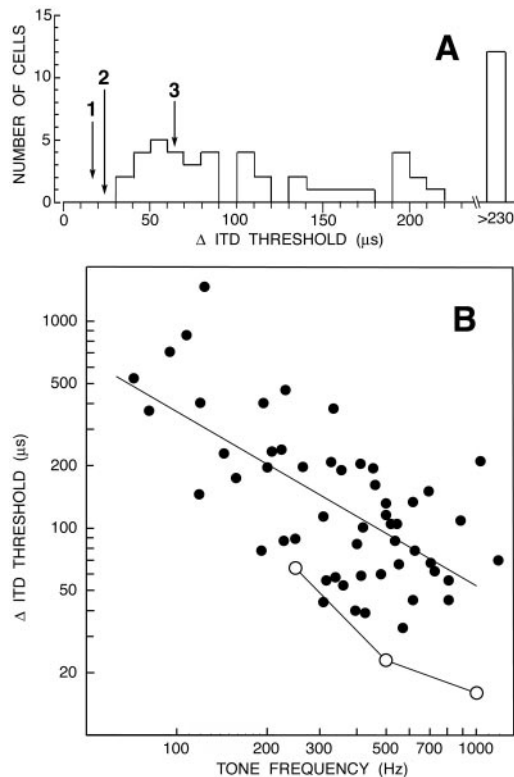 15
10
5
0
NUMBER OF CELLS
A
1
2
3
0 50 100 150 200 >230
Δ ITD THRESHOLD (μs)
B
1000
500
200
100
50
20
Δ ITD THRESHOLD (μs)
100 200 300 500 700 1000
TONE FREQUENCY (Hz)